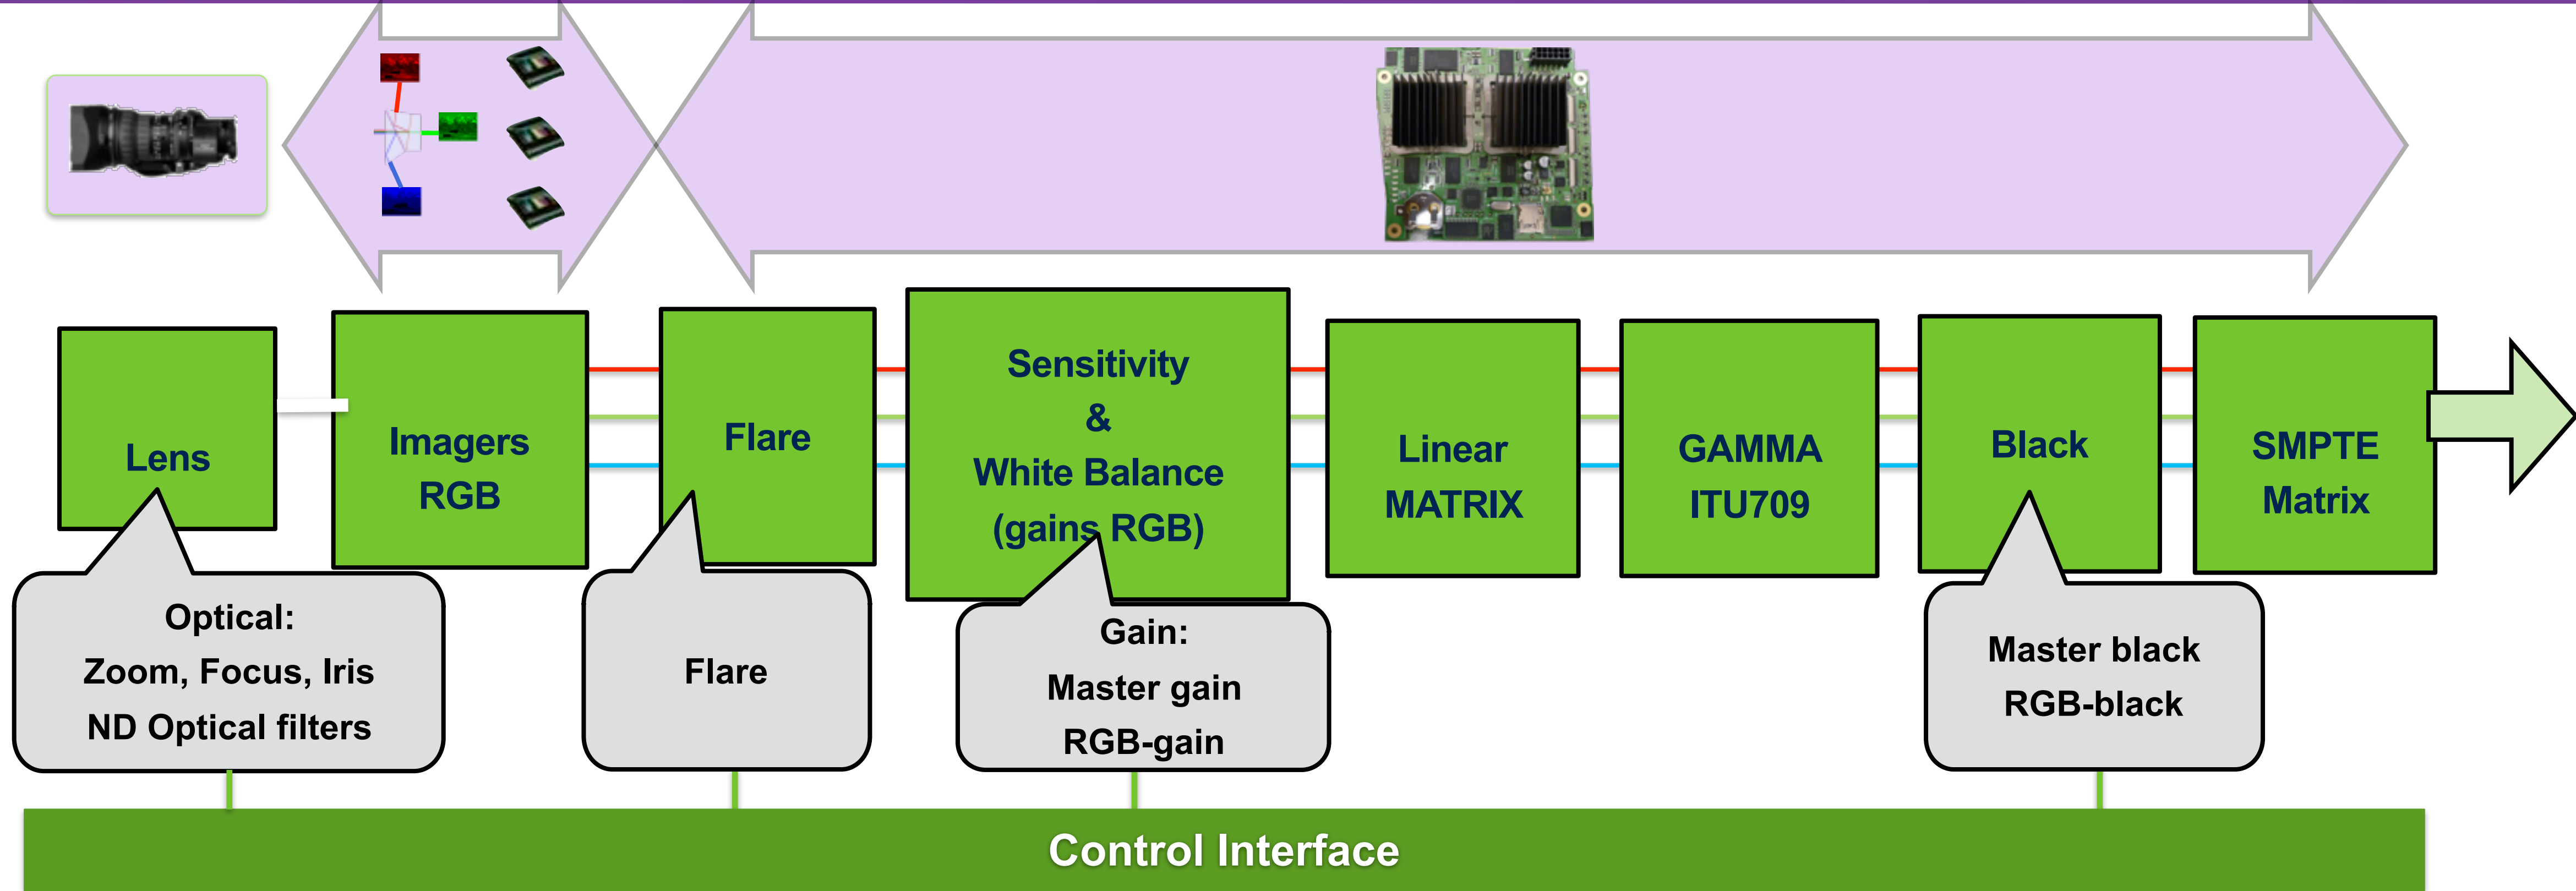 Lens
Imagers
RGB
Flare
Sensitivity
&
White Balance
(gains RGB)
Linear
MATRIX
GAMMA
ITU709
Black
SMPTE
Matrix
Optical:
Zoom, Focus, Iris
ND Optical filters
Flare
Gain:
Master gain
RGB-gain
Master black
RGB-black
Control Interface